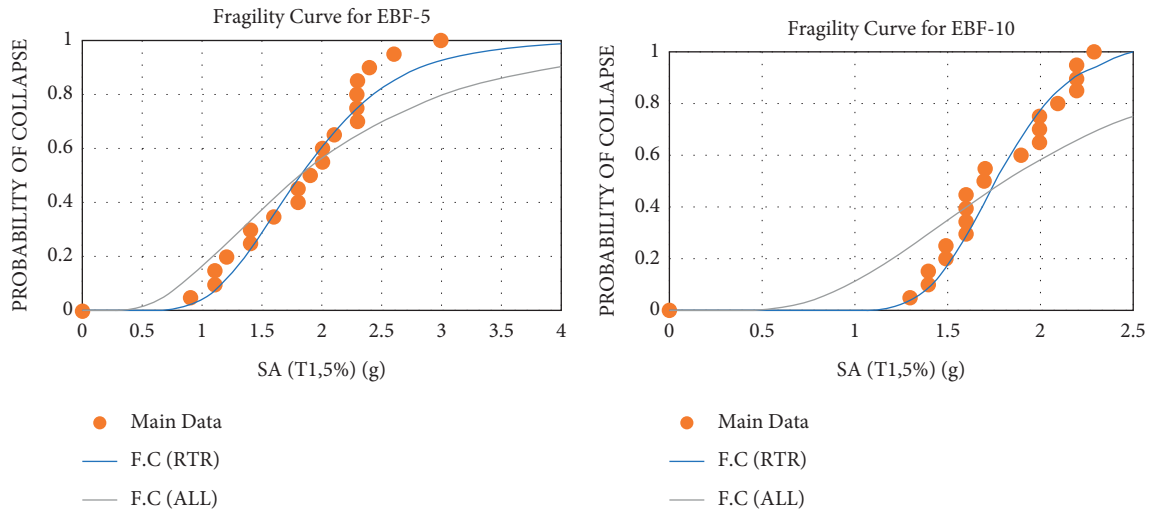 Fragility Curve for EBF-5
PROBABILITY OF COLLAPSE
1
0.8
0.6
0.4
0.2
0
0 0.5 1 1.5 2 2.5 3 3.5 4
SA (T1,5%) (g)
Main Data
F.C (RTR)
F.C (ALL)
Fragility Curve for EBF-10
PROBABILITY OF COLLAPSE
1
0.8
0.6
0.4
0.2
0
0 0.5 1 1.5 2 2.5
SA (T1,5%) (g)
Main Data
F.C (RTR)
F.C (ALL)